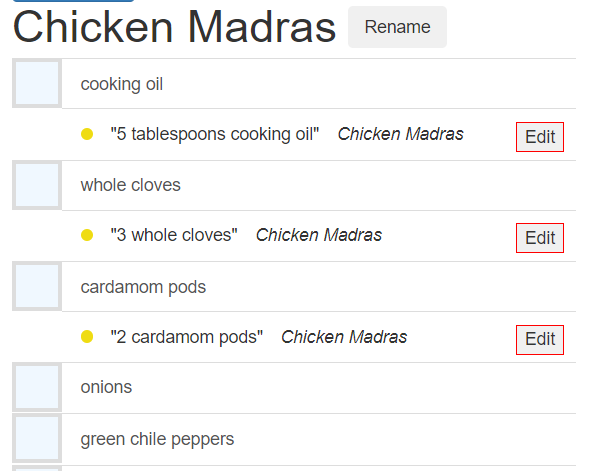 Chicken Madras Rename
cooking oil
"5 tablespoons cooking oil" Chicken Madras Edit
whole cloves
"3 whole cloves" Chicken Madras Edit
cardamom pods
"2 cardamom pods" Chicken Madras Edit
onions
green chile peppers